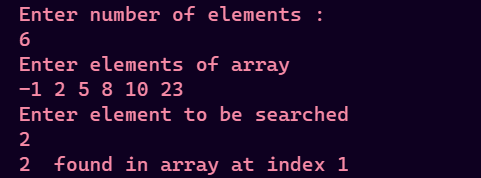 Enter number of elements :
6
Enter elements of array
-1 2 5 8 10 23
Enter element to be searched
2
2  found in array at index 1